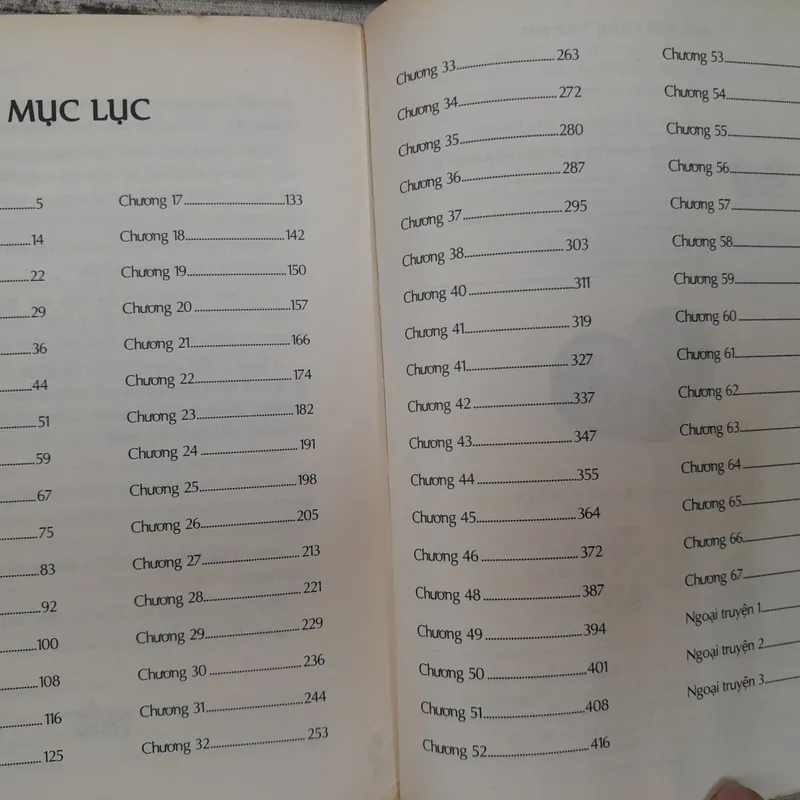 MỤC LỤC
5
14
22
29
36
44
51
59
67
75
83
92
100
108
116
125
Chương 17 133
Chương 18 142
Chương 19 150
Chương 20 157
Chương 21 166
Chương 22 174
Chương 23 182
Chương 24 191
Chương 25 198
Chương 26 205
Chương 27 213
Chương 28 221
Chương 29 229
Chương 30 236
Chương 31 244
Chương 32 253
Chương 33 263
Chương 34 272
Chương 35 280
Chương 36 287
Chương 37 295
Chương 38 303
Chương 40 311
Chương 41 319
Chương 41 327
Chương 42 337
Chương 43 347
Chương 44 355
Chương 45 364
Chương 46 372
Chương 48 387
Chương 49 394
Chương 50 401
Chương 51 408
Chương 52 416
Chương 53
Chương 54
Chương 55
Chương 56
Chương 57
Chương 58
Chương 59
Chương 60
Chương 61
Chương 62
Chương 63
Chương 64
Chương 65
Chương 66
Chương 67
Ngoại truyện 1
Ngoại truyện 2
Ngoại truyện 3